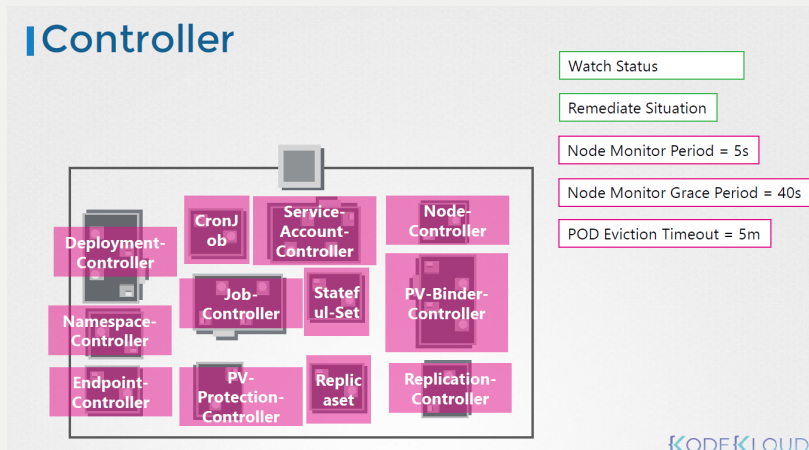 Controller
Watch Status
Remediate Situation
Node Monitor Period = 5s
Node Monitor Grace Period = 40s
POD Eviction Timeout = 5m
Deployment-
Controller
CronJ
ob
Service-
Account-
Controller
Node-
Controller
Job-
Controller
Statef
ul-Set
PV-Binder-
Controller
Namespace-
Controller
Endpoint-
Controller
PV-
Protection-
Controller
Replic
aset
Replication-
Controller
KODEKLOUD